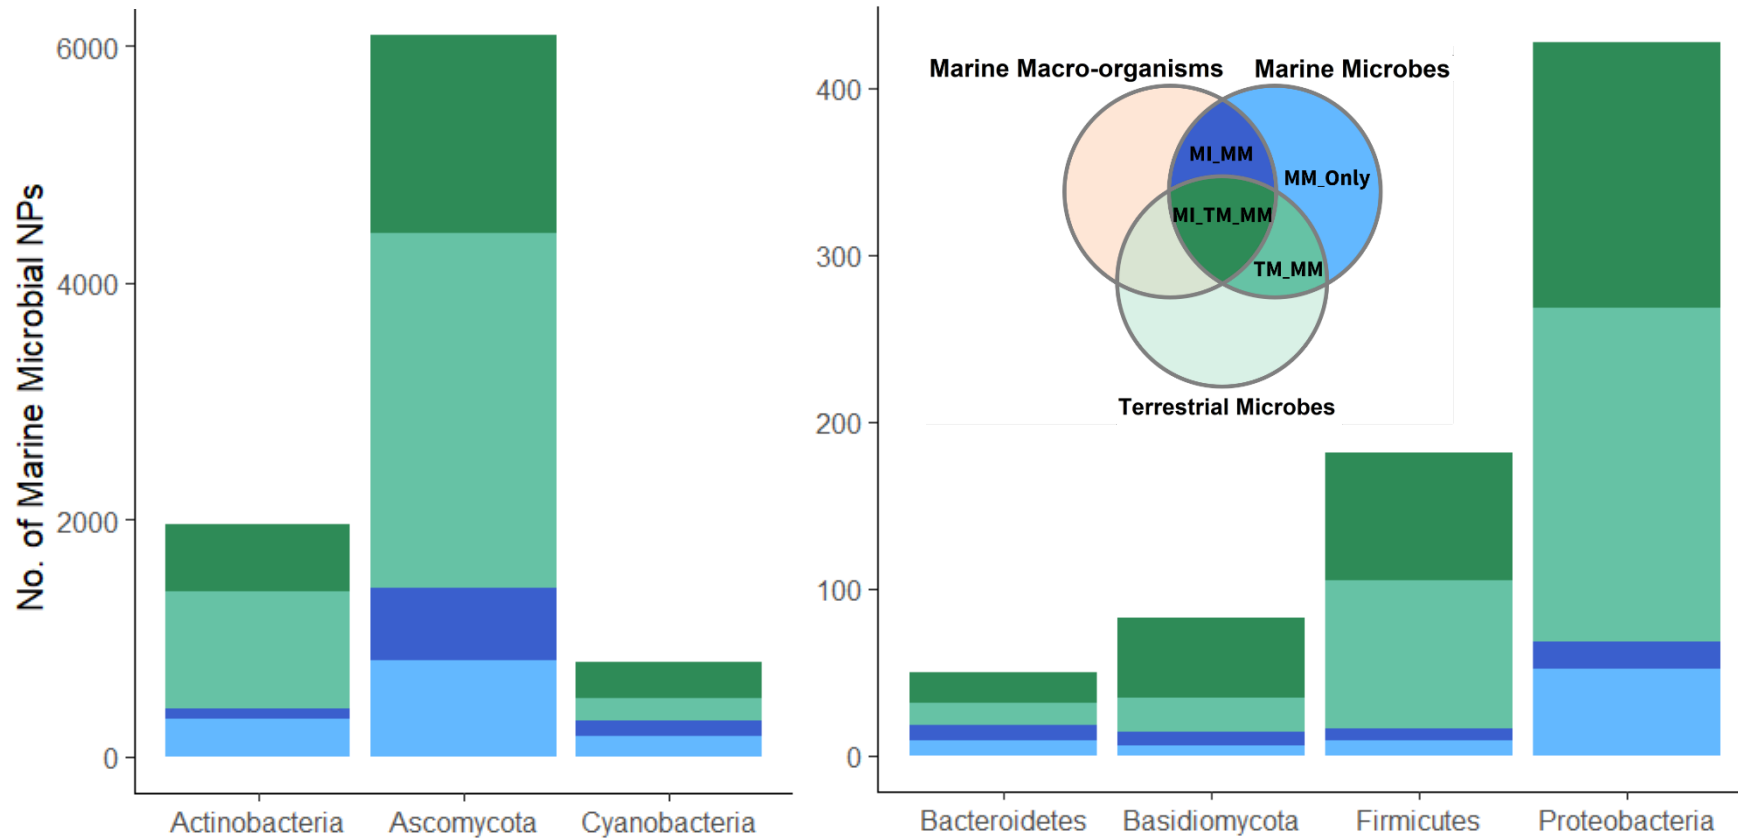 No. of Marine Microbial NPs
6000
4000
2000
0
Actinobacteria
Ascomycota
Cyanobacteria
400
300
200
100
0
Marine Macro-organisms
Marine Microbes
MI_MM
MM_Only
MI_TM_MM
TM_MM
Terrestrial Microbes
Bacteroidetes
Basidiomycota
Firmicutes
Proteobacteria